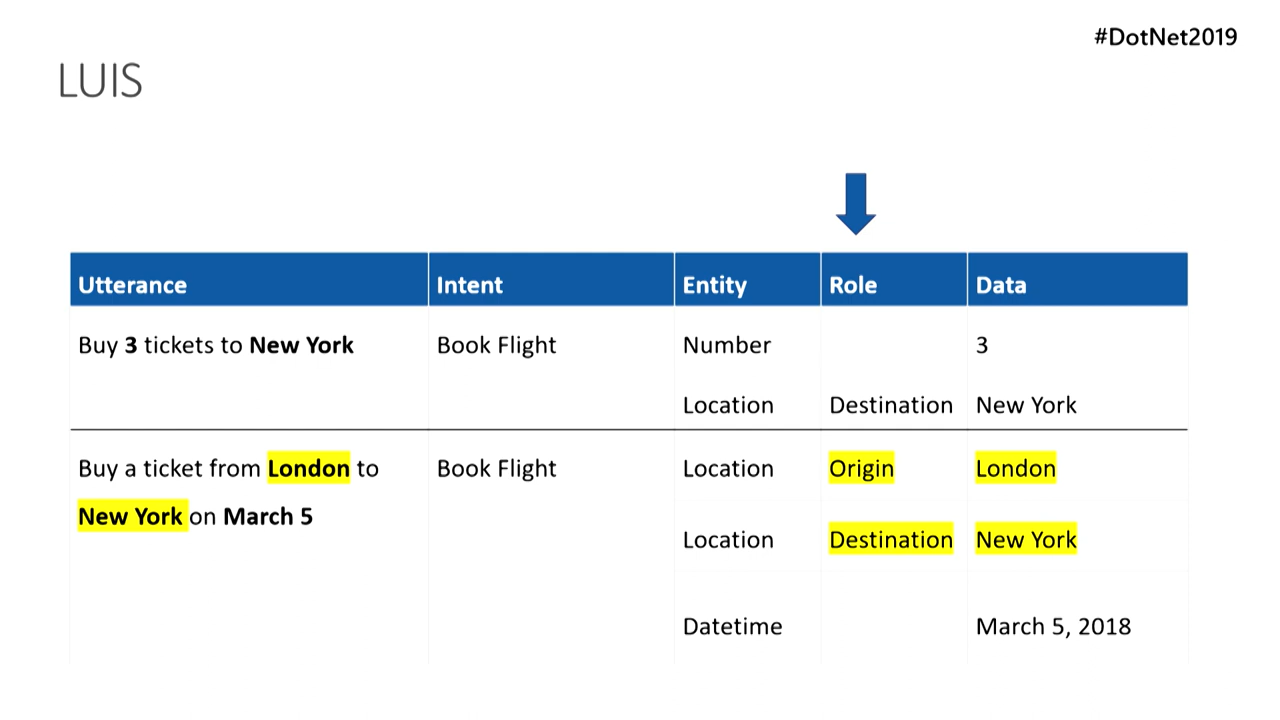 #DotNet2019
LUIS
Utterance Intent Entity Role Data
Buy 3 tickets to New York Book Flight Number 3
Location Destination New York
Buy a ticket from London to Book Flight Location Origin London
New York on March 5
Location Destination New York
Datetime March 5, 2018